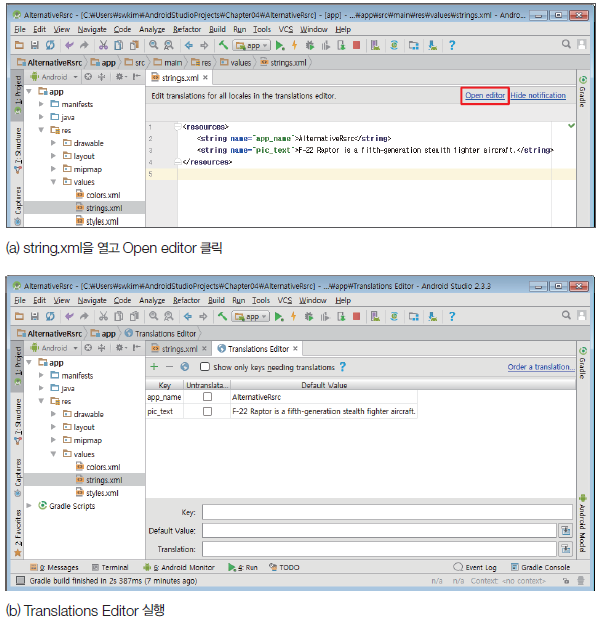 AlternativeRsrc - [C:₩Users₩swkim₩AndroidStudioProjects₩Chapter04₩AlternativeRsrc] - [app] - ...₩app₩src₩main₩res₩values₩strings.xml - Andro...
File Edit View Navigate Code Analyze Refactor Build Run Tools VCS Window Help
app
AlternativeRsrc app src main res values strings.xml
Android
strings.xml
1: Project
Structure
Captures
Gradle
app
manifests
java
res
drawable
layout
mipmap
values
colors.xml
strings.xml
styles.xml
Edit translations for all locales in the translations editor. Open editor Hide notification
1 <resources>
2 <string name="app_name">AlternativeRsrc</string>
3 <string name="pic_text">F-22 Raptor is a fifth-generation stealth fighter aircraft.</string>
4 </resources>
5
(a) string.xml을 열고 Open editor 클릭
AlternativeRsrc - [C:₩Users₩swkim₩AndroidStudioProjects₩Chapter04₩AlternativeRsrc] - ...₩app₩Translations Editor - Android Studio 2.3.3
File Edit View Navigate Code Analyze Refactor Build Run Tools VCS Window Help
app
AlternativeRsrc app Translations Editor
Android
strings.xml Translations Editor
1: Project
Structure
Captures
2: Favorites
Gradle
Android Model
app
manifests
java
res
drawable
layout
mipmap
values
colors.xml
strings.xml
styles.xml
Gradle Scripts
Show only keys needing translations ? Order a translation...
Key Untranslata... Default Value
app_name AlternativeRsrc
pic_text F-22 Raptor is a fifth-generation stealth fighter aircraft.
Key:
Default Value:
Translation:
0: Messages Terminal 6: Android Monitor 4: Run TODO Event Log Gradle Console
Gradle build finished in 2s 387ms (7 minutes ago) n/a n/a Context: <no context>
(b) Translations Editor 실행